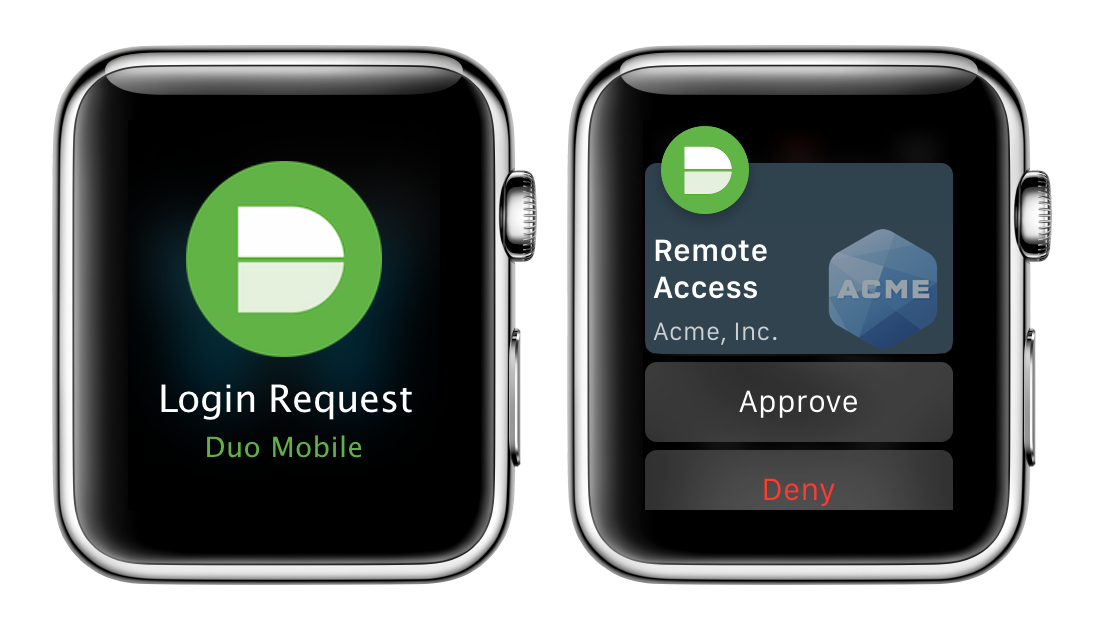 Login Request
Duo Mobile
Remote
Access
Acme, Inc.
ACME
Approve
Deny